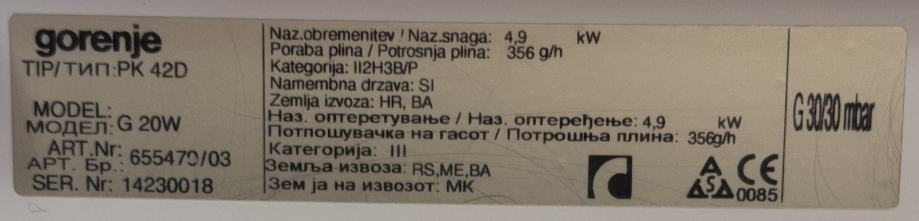 gorenje
TIP/ТИП:PK 42D
MODEL:
МОДЕЛ: G 20W
ART.Nr: 655470/03
АРТ. Бр.:
SER. Nr: 14230018
Naz.obremenitev / Naz.snaga: 4,9 kW
Poraba plina / Potrosnja plina: 356 g/h
Kategorija: II2H3B/P
Namembna drzava: SI
Zemlja izvoza: HR, BA
Наз. оптеретување / Наз. оптерећење: 4,9 kW
Потпошувачка на гасот / Потрошња плина: 356g/h
Категорија: III
Земља извоза: RS,ME,BA
Зем ја на извозот: MK
CE
0085
G 30/30 mbar